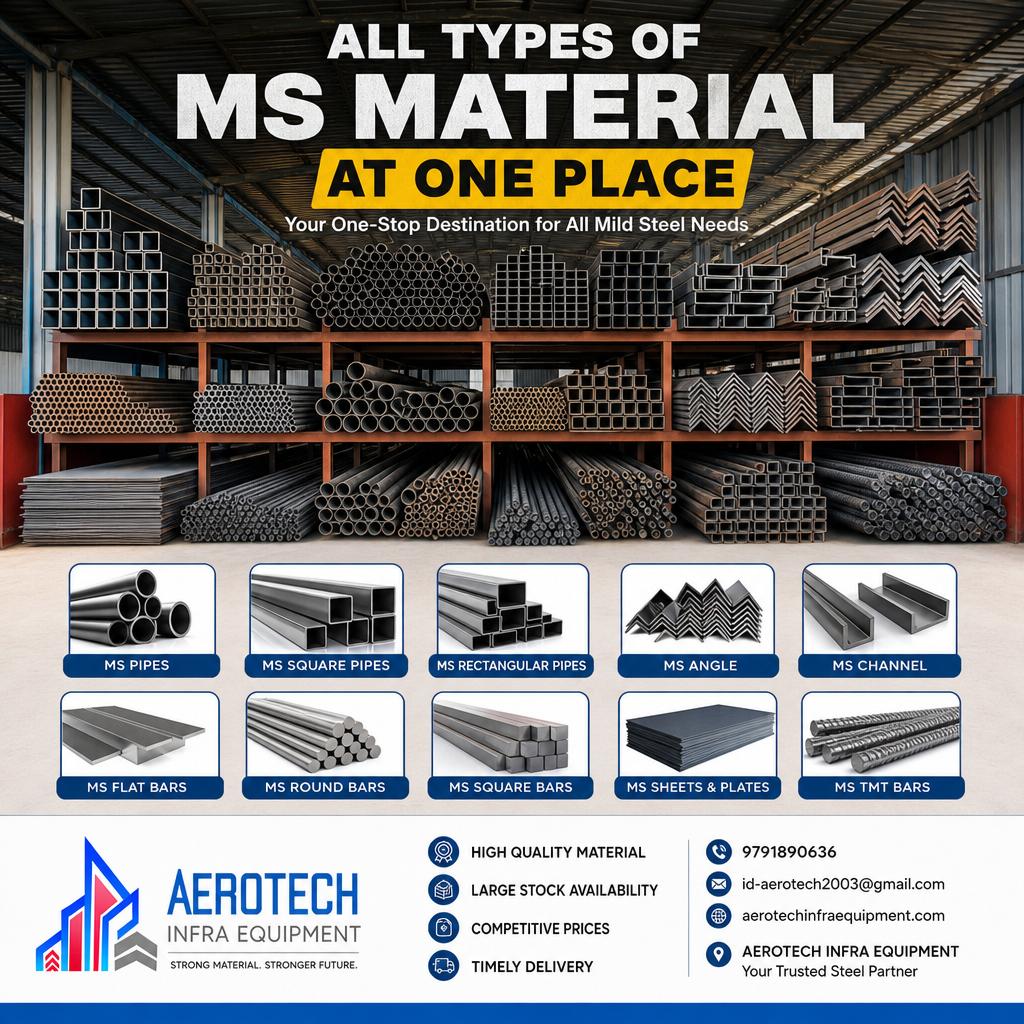 ALL TYPES OF
MS MATERIAL
AT ONE PLACE
Your One-Stop Destination for All Mild Steel Needs
MS PIPES
MS SQUARE PIPES
MS RECTANGULAR PIPES
MS ANGLE
MS CHANNEL
MS FLAT BARS
MS ROUND BARS
MS SQUARE BARS
MS SHEETS & PLATES
MS TMT BARS
AEROTECH
INFRA EQUIPMENT
STRONG MATERIAL. STRONGER FUTURE.
HIGH QUALITY MATERIAL
LARGE STOCK AVAILABILITY
COMPETITIVE PRICES
TIMELY DELIVERY
9791890636
id-aerotech2003@gmail.com
aerotechinfraequipment.com
AEROTECH INFRA EQUIPMENT
Your Trusted Steel Partner